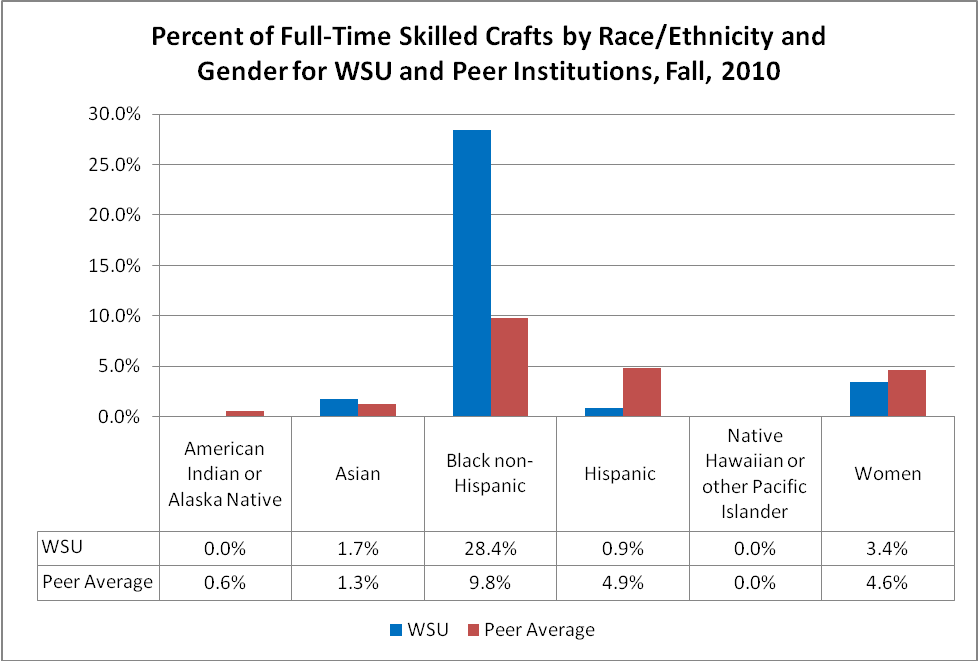 Percent of Full-Time Skilled Crafts by Race/Ethnicity and
Gender for WSU and Peer Institutions, Fall, 2010
30.0%
25.0%
20.0%
15.0%
10.0%
5.0%
0.0%
American
Indian or
Alaska Native
Asian
Black non-
Hispanic
Hispanic
Native
Hawaiian or
other Pacific
Islander
Women
WSU 0.0% 1.7% 28.4% 0.9% 0.0% 3.4%
Peer Average 0.6% 1.3% 9.8% 4.9% 0.0% 4.6%
WSU Peer Average